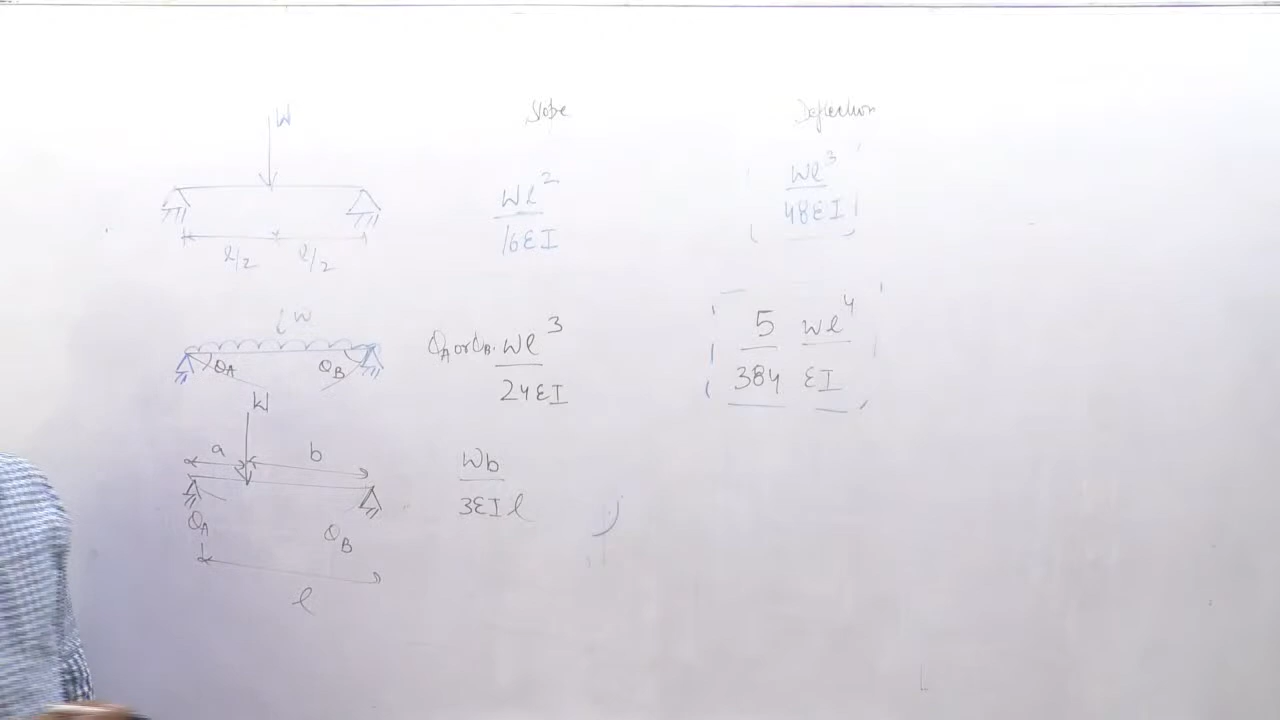 Slope Deflection
W
Wl²
16EI
Wl³
48EI
l/2 l/2
w
θA θB
θA or θB. wl³
24EI
5 wl⁴
384 EI
W
a b
Wb
3EIl
θA θB
l